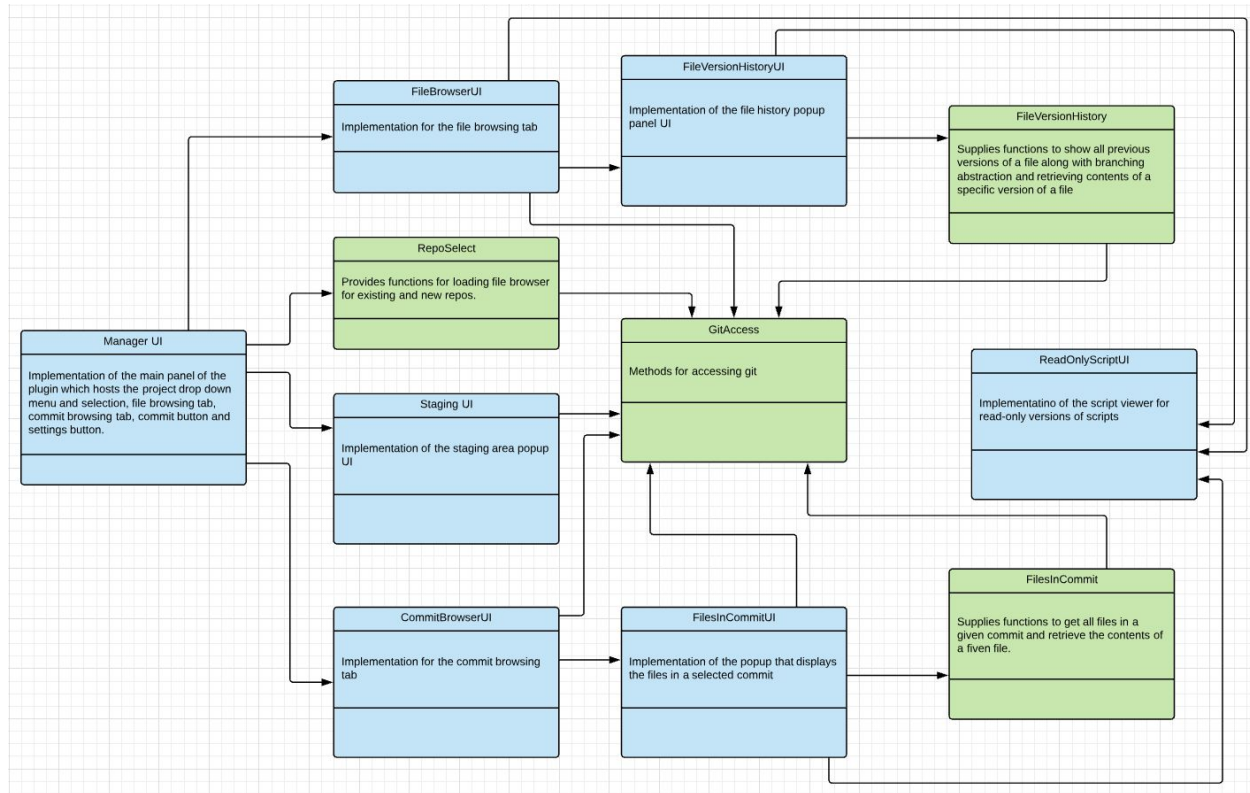 FileVersionHistoryUI
Implementation of the file history popup
panel UI
FileBrowserUI
Implementation for the file browsing tab
FileVersionHistory
Supplies functions to show all previous
versions of a file along with branching
abstraction and retrieving contents of a
specific version of a file
RepoSelect
Provides functions for loading file browser
for existing and new repos.
Manager UI
Implementation of the main panel of the
plugin which hosts the project drop down
menu and selection, file browsing tab,
commit browsing tab, commit button and
settings button.
GitAccess
Methods for accessing git
ReadOnlyScriptUI
Implementatino of the script viewer for
read-only versions of scripts
Staging UI
Implementation of the staging area popup
UI
CommitBrowserUI
Implementation for the commit browsing
tab
FilesInCommitUI
Implementation of the popup that displays
the files in a selected commit
FilesInCommit
Supplies functions to get all files in a
given commit and retrieve the contents of
a fiven file.